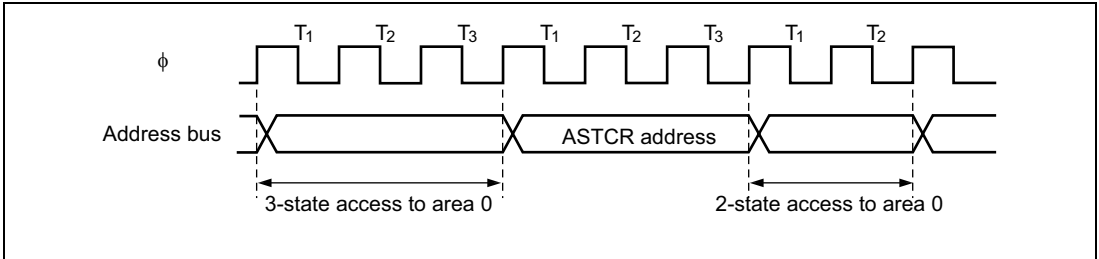 T1 T2 T3 T1 T2 T3 T1 T2
ϕ
Address bus
ASTCR address
3-state access to area 0
2-state access to area 0